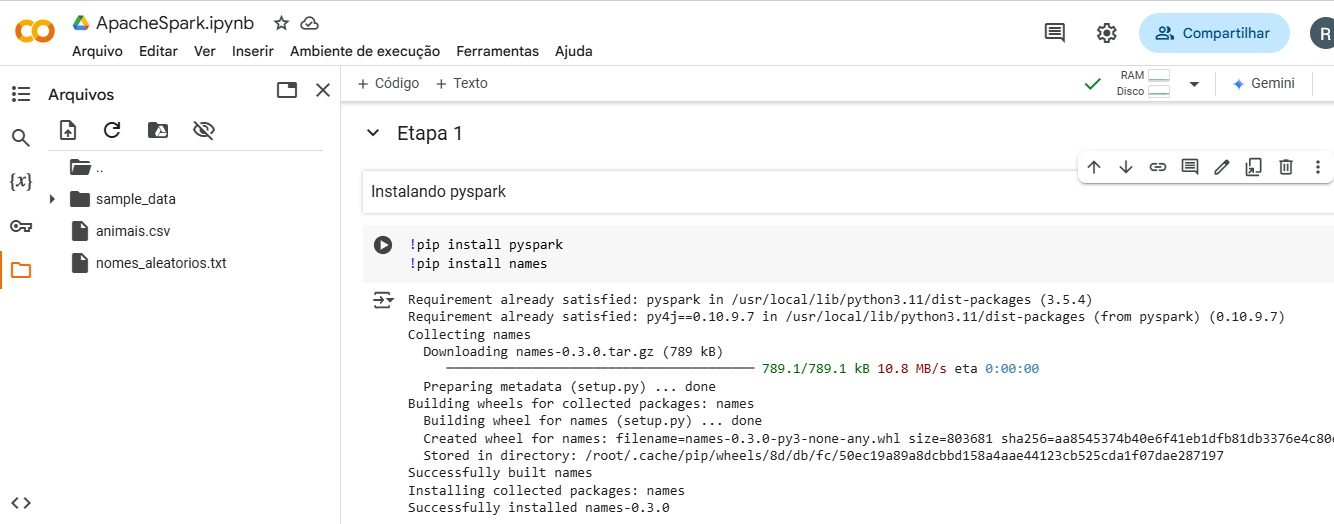 ApacheSpark.ipynb
Arquivo Editar Ver Inserir Ambiente de execução Ferramentas Ajuda
Compartilhar
R
Arquivos
..
sample_data
animais.csv
nomes_aleatorios.txt
{x}
<>
+ Código + Texto
RAM
Disco
Gemini
Etapa 1
Instalando pyspark
!pip install pyspark
!pip install names
Requirement already satisfied: pyspark in /usr/local/lib/python3.11/dist-packages (3.5.4)
Requirement already satisfied: py4j==0.10.9.7 in /usr/local/lib/python3.11/dist-packages (from pyspark) (0.10.9.7)
Collecting names
Downloading names-0.3.0.tar.gz (789 kB)
789.1/789.1 kB 10.8 MB/s eta 0:00:00
Preparing metadata (setup.py) ... done
Building wheels for collected packages: names
Building wheel for names (setup.py) ... done
Created wheel for names: filename=names-0.3.0-py3-none-any.whl size=803681 sha256=aa8545374b40e6f41eb1dfb81db3376e4c80
Stored in directory: /root/.cache/pip/wheels/8d/db/fc/50ec19a89a8dcbbd158a4aae44123cb525cda1f07dae287197
Successfully built names
Installing collected packages: names
Successfully installed names-0.3.0